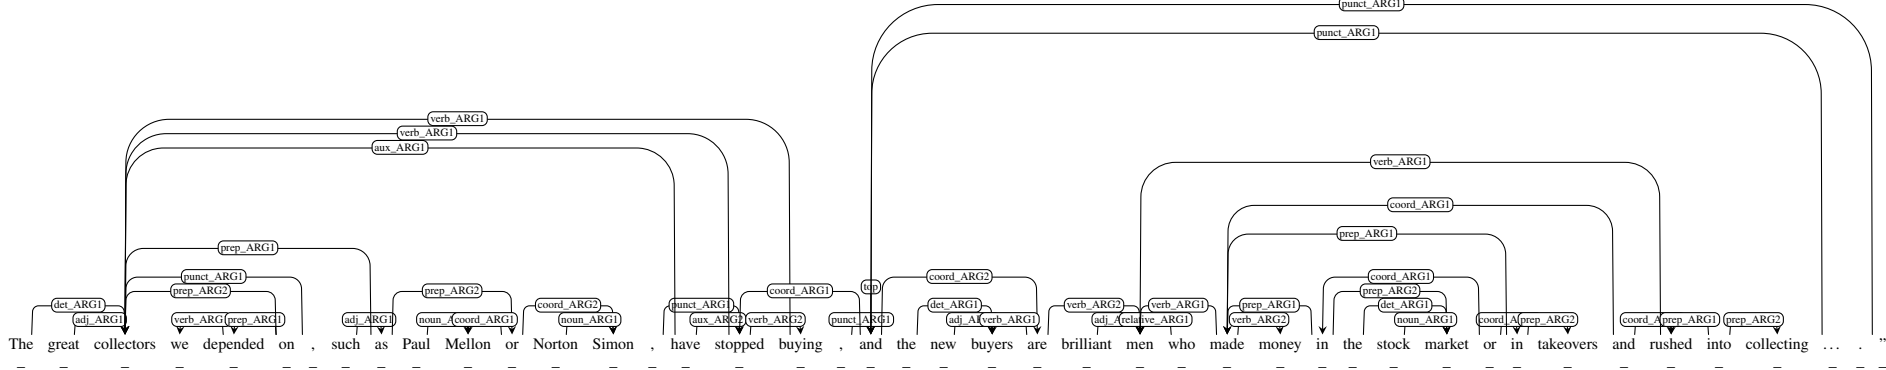 punct_ARG1
punct_ARG1
verb_ARG1
verb_ARG1
aux_ARG1
verb_ARG1
coord_ARG1
prep_ARG1
prep_ARG1
punct_ARG1 coord_ARG2 coord_ARG1
prep_ARG2 prep_ARG2 coord_ARG1 top prep_ARG2
det_ARG1 coord_ARG2 punct_ARG1 det_ARG1 verb_ARG2 verb_ARG1 prep_ARG1 det_ARG1
adj_ARG1 verb_ARG prep_ARG1 adj_ARG1 noun_A coord_ARG1 noun_ARG1 aux_ARG2 verb_ARG2 punct_ARG1 verb_ARG1 relative_ARG1 verb_ARG2 noun_ARG1 coord_A prep_ARG2 coord_A prep_ARG1 prep_ARG2
The great collectors we depended on , such as Paul Mellon or Norton Simon , have stopped buying , and the new buyers are brilliant men who made money in the stock market or in takeovers and rushed into collecting … . ”
_ _ _ _ _ _ _ _ _ _ _ _ _ _ _ _ _ _ _ _ _ _ _ _ _ _ _ _ _ _ _ _ _ _ _ _ _ _ _ _ _ _ _